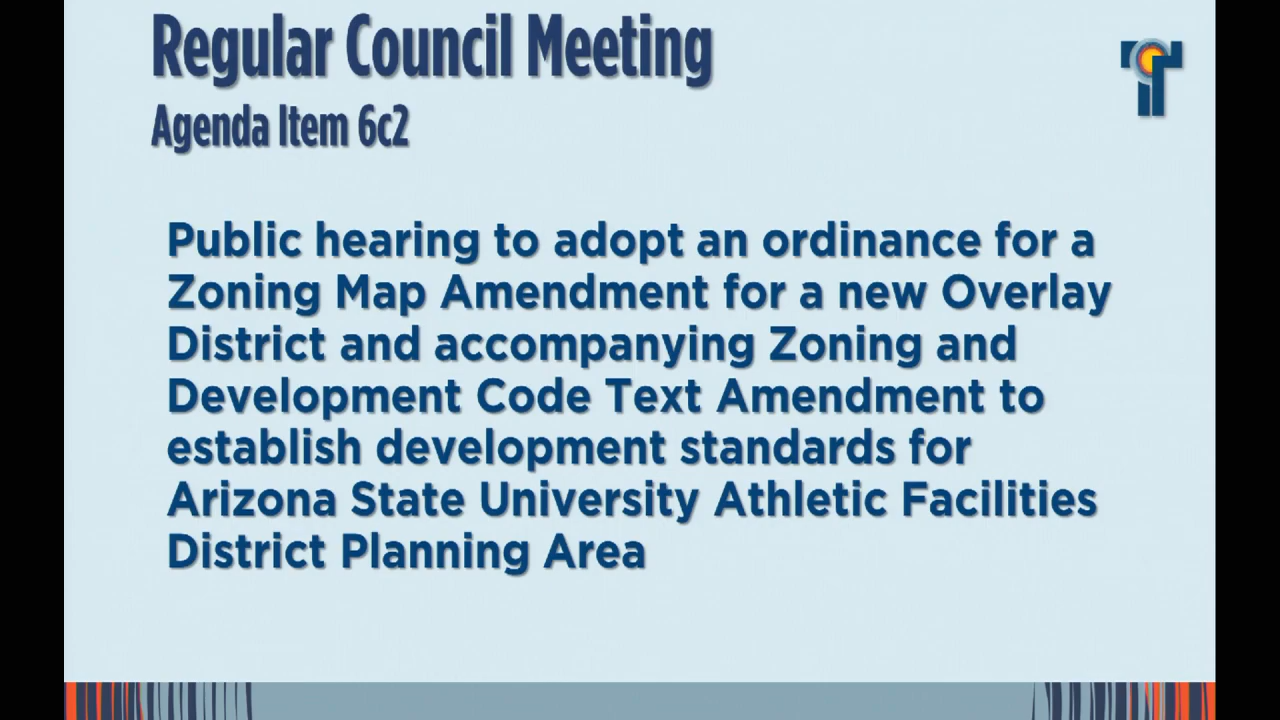 Regular Council Meeting
Agenda Item 6c2
Public hearing to adopt an ordinance for a
Zoning Map Amendment for a new Overlay
District and accompanying Zoning and
Development Code Text Amendment to
establish development standards for
Arizona State University Athletic Facilities
District Planning Area